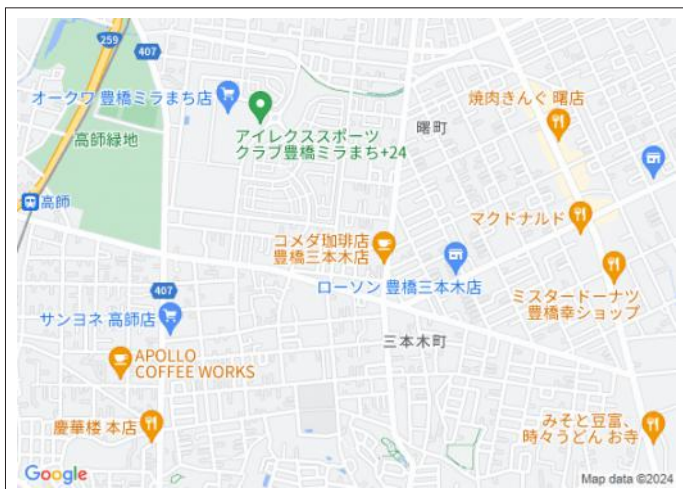 259
407
オークワ 豊橋ミラまち店
焼肉きんぐ 曙店
曙町
アイレクススポーツ
クラブ豊橋ミラまち+24
高師緑地
高師
マクドナルド
コメダ珈琲店
豊橋三本木店
ローソン 豊橋三本木店
407
ミスタードーナツ
豊橋幸ショップ
サンヨネ 高師店
三本木町
APOLLO
COFFEE WORKS
慶華楼 本店
みそと豆富、
時々うどん お寺
Google
Map data ©2024